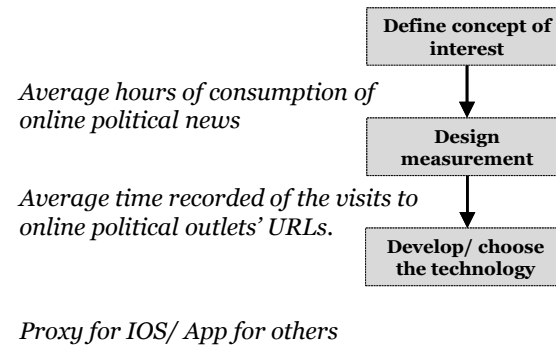 Define concept of
interest
Average hours of consumption of
online political news
Design
measurement
Average time recorded of the visits to
online political outlets' URLs.
Develop/ choose
the technology
Proxy for IOS/ App for others